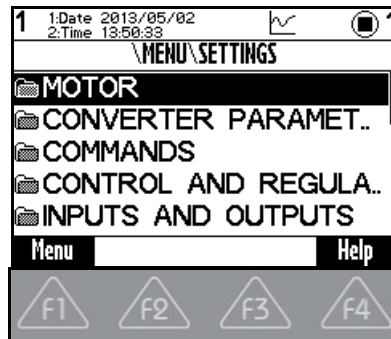 1 1:Date 2013/05/02
2:Time 13:50:33
\MENU\SETTINGS
MOTOR
CONVERTER PARAMET..
COMMANDS
CONTROL AND REGULA..
INPUTS AND OUTPUTS
Menu Help
F1 F2 F3 F4